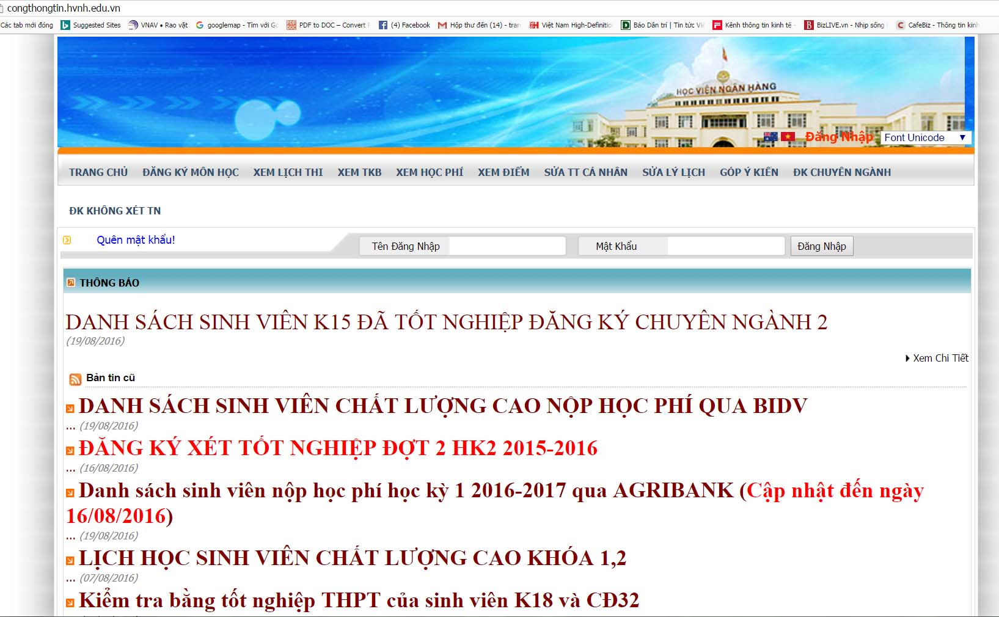 congthongtin.hvnh.edu.vn
Các tab mới đóng Suggested Sites VNAV • Rao vặt googlemap - Tìm với Go PDF to DOC – Convert (4) Facebook Hộp thư đến (14) - tran Việt Nam High-Definitio Báo Dân trí | Tin tức Việ Kênh thông tin kinh tế - BizLIVE.vn - Nhịp sống CafeBiz - Thông tin kinh
HỌC VIỆN NGÂN HÀNG
Đăng Nhập Font Unicode
TRANG CHỦ ĐĂNG KÝ MÔN HỌC XEM LỊCH THI XEM TKB XEM HỌC PHÍ XEM ĐIỂM SỬA TT CÁ NHÂN SỬA LÝ LỊCH GÓP Ý KIẾN ĐK CHUYÊN NGÀNH
ĐK KHÔNG XÉT TN
Quên mật khẩu! Tên Đăng Nhập Mật Khẩu Đăng Nhập
THÔNG BÁO
DANH SÁCH SINH VIÊN K15 ĐÃ TỐT NGHIỆP ĐĂNG KÝ CHUYÊN NGÀNH 2
(19/08/2016)
Xem Chi Tiết
Bản tin cũ
DANH SÁCH SINH VIÊN CHẤT LƯỢNG CAO NỘP HỌC PHÍ QUA BIDV
... (19/08/2016)
ĐĂNG KÝ XÉT TỐT NGHIỆP ĐỢT 2 HK2 2015-2016
... (16/08/2016)
Danh sách sinh viên nộp học phí học kỳ 1 2016-2017 qua AGRIBANK (Cập nhật đến ngày
16/08/2016)
... (19/08/2016)
LỊCH HỌC SINH VIÊN CHẤT LƯỢNG CAO KHÓA 1,2
... (07/08/2016)
Kiểm tra bằng tốt nghiệp THPT của sinh viên K18 và CĐ32